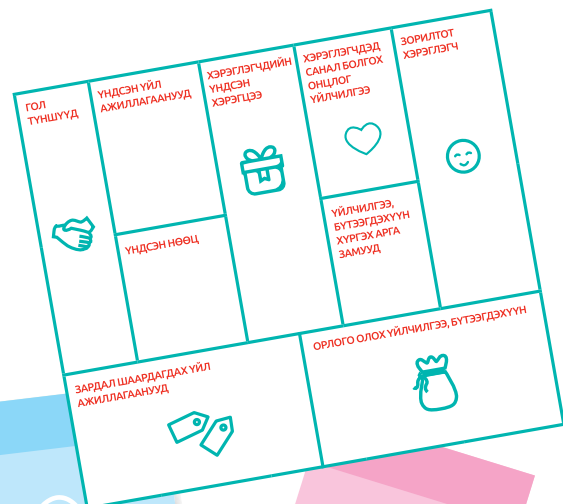 ГОЛ
ТҮНШҮҮД
ҮНДСЭН ҮЙЛ
АЖИЛЛАГААНУУД
ҮНДСЭН НӨӨЦ
ХЭРЭГЛЭГЧДИЙН
ҮНДСЭН
ХЭРЭГЦЭЭ
ХЭРЭГЛЭГЧДЭД
САНАЛ БОЛГОХ
ОНЦЛОГ
ҮЙЛЧИЛГЭЭ
ҮЙЛЧИЛГЭЭ,
БҮТЭЭГДЭХҮҮН
ХҮРГЭХ АРГА
ЗАМУУД
ЗОРИЛТОТ
ХЭРЭГЛЭГЧ
ЗАРДАЛ ШААРДАГДАХ ҮЙЛ
АЖИЛЛАГААНУУД
ОРЛОГО ОЛОХ ҮЙЛЧИЛГЭЭ, БҮТЭЭГДЭХҮҮН